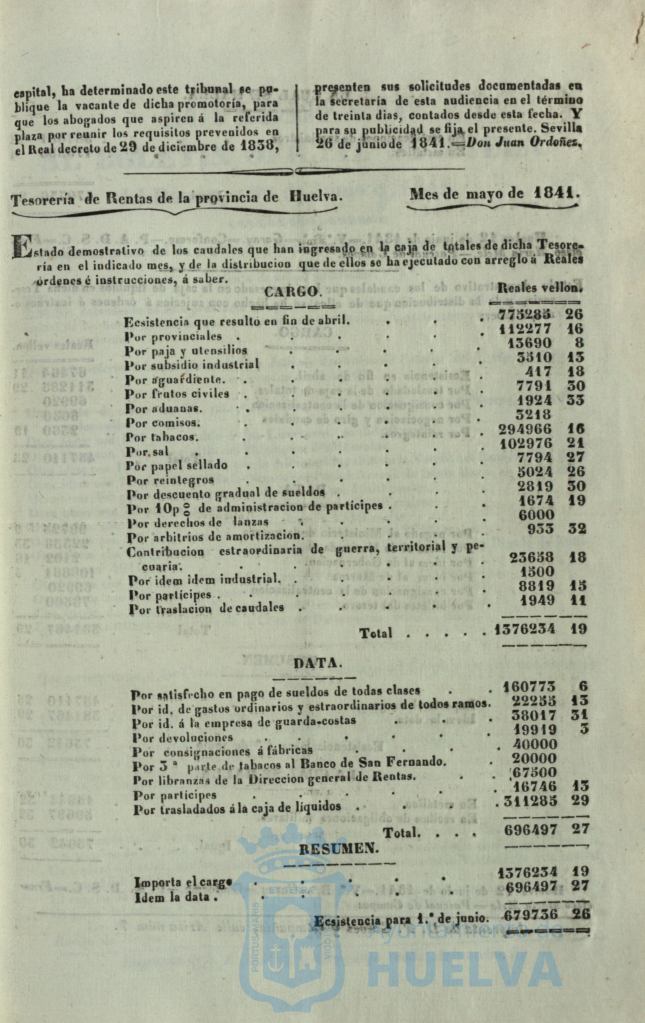 capital, ha determinado este tribunal se pu-
blique la vacante de dicha promotoría, para
que los abogados que aspiren á la referida
plaza por reunir los requisitos prevenidos en
el Real decreto de 29 de diciembre de 1838,
presenten sus solicitudes documentadas en
la secretaria de esta audiencia en el término
de treinta dias, contados desde esta fecha. Y
para su publicidad se fija el presente. Sevilla
26 de junio de 1841.=Don Juan Ordoñez.
Tesorería de Rentas de la provincia de Huelva. Mes de mayo de 1841.
Estado demostrativo de los caudales que han ingresado en la caja de totales de dicha Tesore-
ría en el indicado mes, y de la distribucion que de ellos se ha ejecutado con arreglo á Reales
órdenes é instrucciones, á saber.
CARGO. Reales vellon.
Ecsistencia que resultó en fin de abril. . . . 775285 26
Por provinciales . . . . . . 112277 16
Por paja y utensilios . . . . . 13690 8
Por subsidio industrial . . . . . 3510 13
Por aguardiente. . . . . . . 417 18
Por frutos civiles . . . . . . 7791 30
Por aduanas. . . . . . . 1924 33
Por comisos. . . . . . . 3218
Por tabacos. . . . . . . 294966 16
Por sal . . . . . . . 102976 21
Por papel sellado . . . . . . 7794 27
Por reintegros . . . . . . 5024 26
Por descuento gradual de sueldos . . . . 2819 30
Por 10 p% de administracion de partícipes . . . 1674 19
Por derechos de lanzas . . . . . 6000
Por arbitrios de amortizacion. . . . . 933 32
Contribucion estraordinaria de guerra, territorial y pe-
cuaria. . . . . . . 23658 18
Por idem idem industrial. . . . . . 1500
Por partícipes . . . . . . 8819 15
Por traslacion de caudales . . . . . 1949 11
Total . . . . . 1376234 19
DATA.
Por satisfecho en pago de sueldos de todas clases . . 160773 6
Por id. de gastos ordinarios y estraordinarios de todos ramos. 22255 13
Por id. á la empresa de guarda-costas . . . 38017 31
Por devoluciones . . . . . . 19919 3
Por consignaciones á fábricas . . . . 40000
Por 3ª parte de tabacos al Banco de San Fernando. . 20000
Por libranzas de la Direccion general de Rentas. . . 67500
Por partícipes . . . . . . 16746 13
Por trasladados á la caja de líquidos . . . . 311285 29
Total. . . . 696497 27
RESUMEN.
Importa el cargo . . . . . 1376234 19
Idem la data . . . . . . 696497 27
Ecsistencia para 1.º de junio. 679736 26
Ayuntamiento de
HUELVA